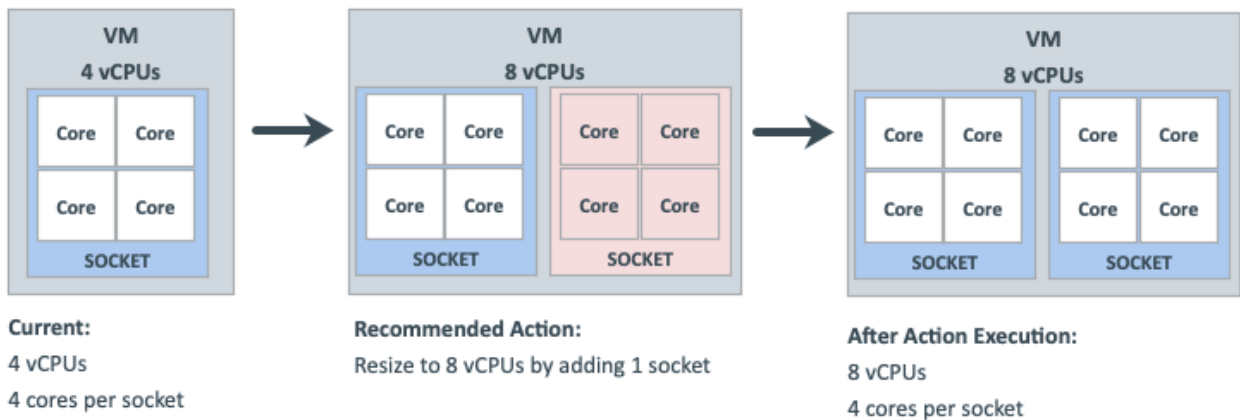 VM
4 vCPUs
Core Core
Core Core
SOCKET
VM
8 vCPUs
Core Core Core Core
Core Core Core Core
SOCKET SOCKET
VM
8 vCPUs
Core Core Core Core
Core Core Core Core
SOCKET SOCKET
Current:
4 vCPUs
4 cores per socket
Recommended Action:
Resize to 8 vCPUs by adding 1 socket
After Action Execution:
8 vCPUs
4 cores per socket